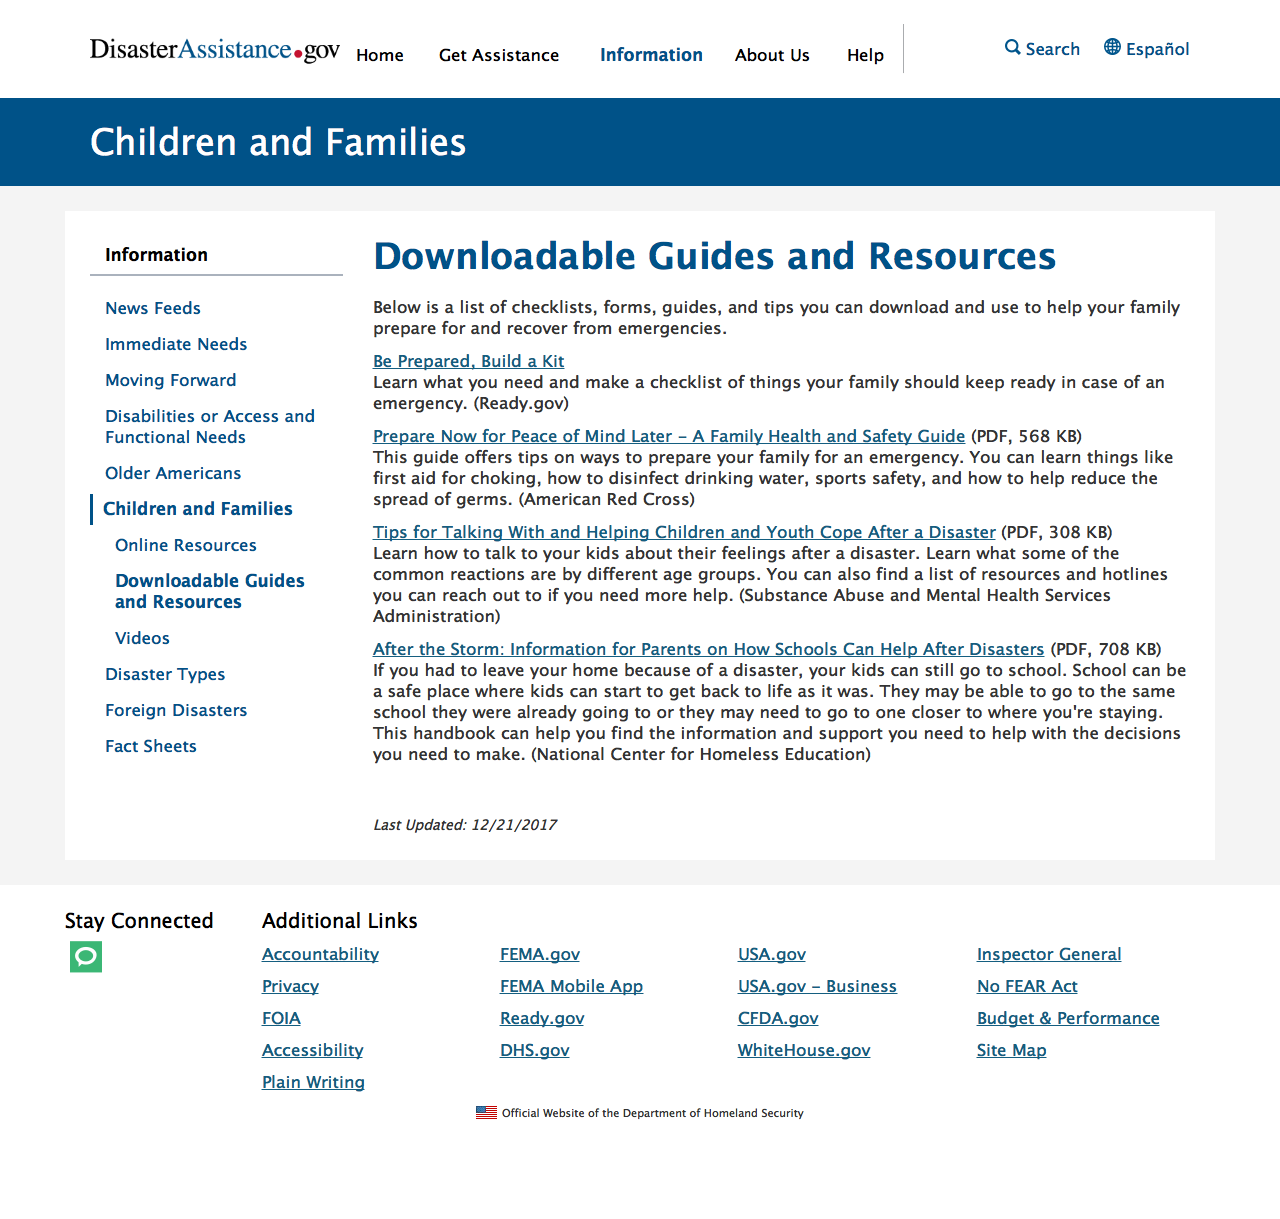 DisasterAssistance.gov
Home
Get Assistance
Information
About Us
Help
Search
Español
Children and Families
Information
News Feeds
Immediate Needs
Moving Forward
Disabilities or Access and
Functional Needs
Older Americans
Children and Families
Online Resources
Downloadable Guides
and Resources
Videos
Disaster Types
Foreign Disasters
Fact Sheets
Downloadable Guides and Resources
Below is a list of checklists, forms, guides, and tips you can download and use to help your family
prepare for and recover from emergencies.
Be Prepared, Build a Kit
Learn what you need and make a checklist of things your family should keep ready in case of an
emergency. (Ready.gov)
Prepare Now for Peace of Mind Later – A Family Health and Safety Guide (PDF, 568 KB)
This guide offers tips on ways to prepare your family for an emergency. You can learn things like
first aid for choking, how to disinfect drinking water, sports safety, and how to help reduce the
spread of germs. (American Red Cross)
Tips for Talking With and Helping Children and Youth Cope After a Disaster (PDF, 308 KB)
Learn how to talk to your kids about their feelings after a disaster. Learn what some of the
common reactions are by different age groups. You can also find a list of resources and hotlines
you can reach out to if you need more help. (Substance Abuse and Mental Health Services
Administration)
After the Storm: Information for Parents on How Schools Can Help After Disasters (PDF, 708 KB)
If you had to leave your home because of a disaster, your kids can still go to school. School can be
a safe place where kids can start to get back to life as it was. They may be able to go to the same
school they were already going to or they may need to go to one closer to where you're staying.
This handbook can help you find the information and support you need to help with the decisions
you need to make. (National Center for Homeless Education)
Last Updated: 12/21/2017
Stay Connected
Additional Links
Accountability
Privacy
FOIA
Accessibility
Plain Writing
FEMA.gov
FEMA Mobile App
Ready.gov
DHS.gov
USA.gov
USA.gov – Business
CFDA.gov
WhiteHouse.gov
Inspector General
No FEAR Act
Budget & Performance
Site Map
Official Website of the Department of Homeland Security